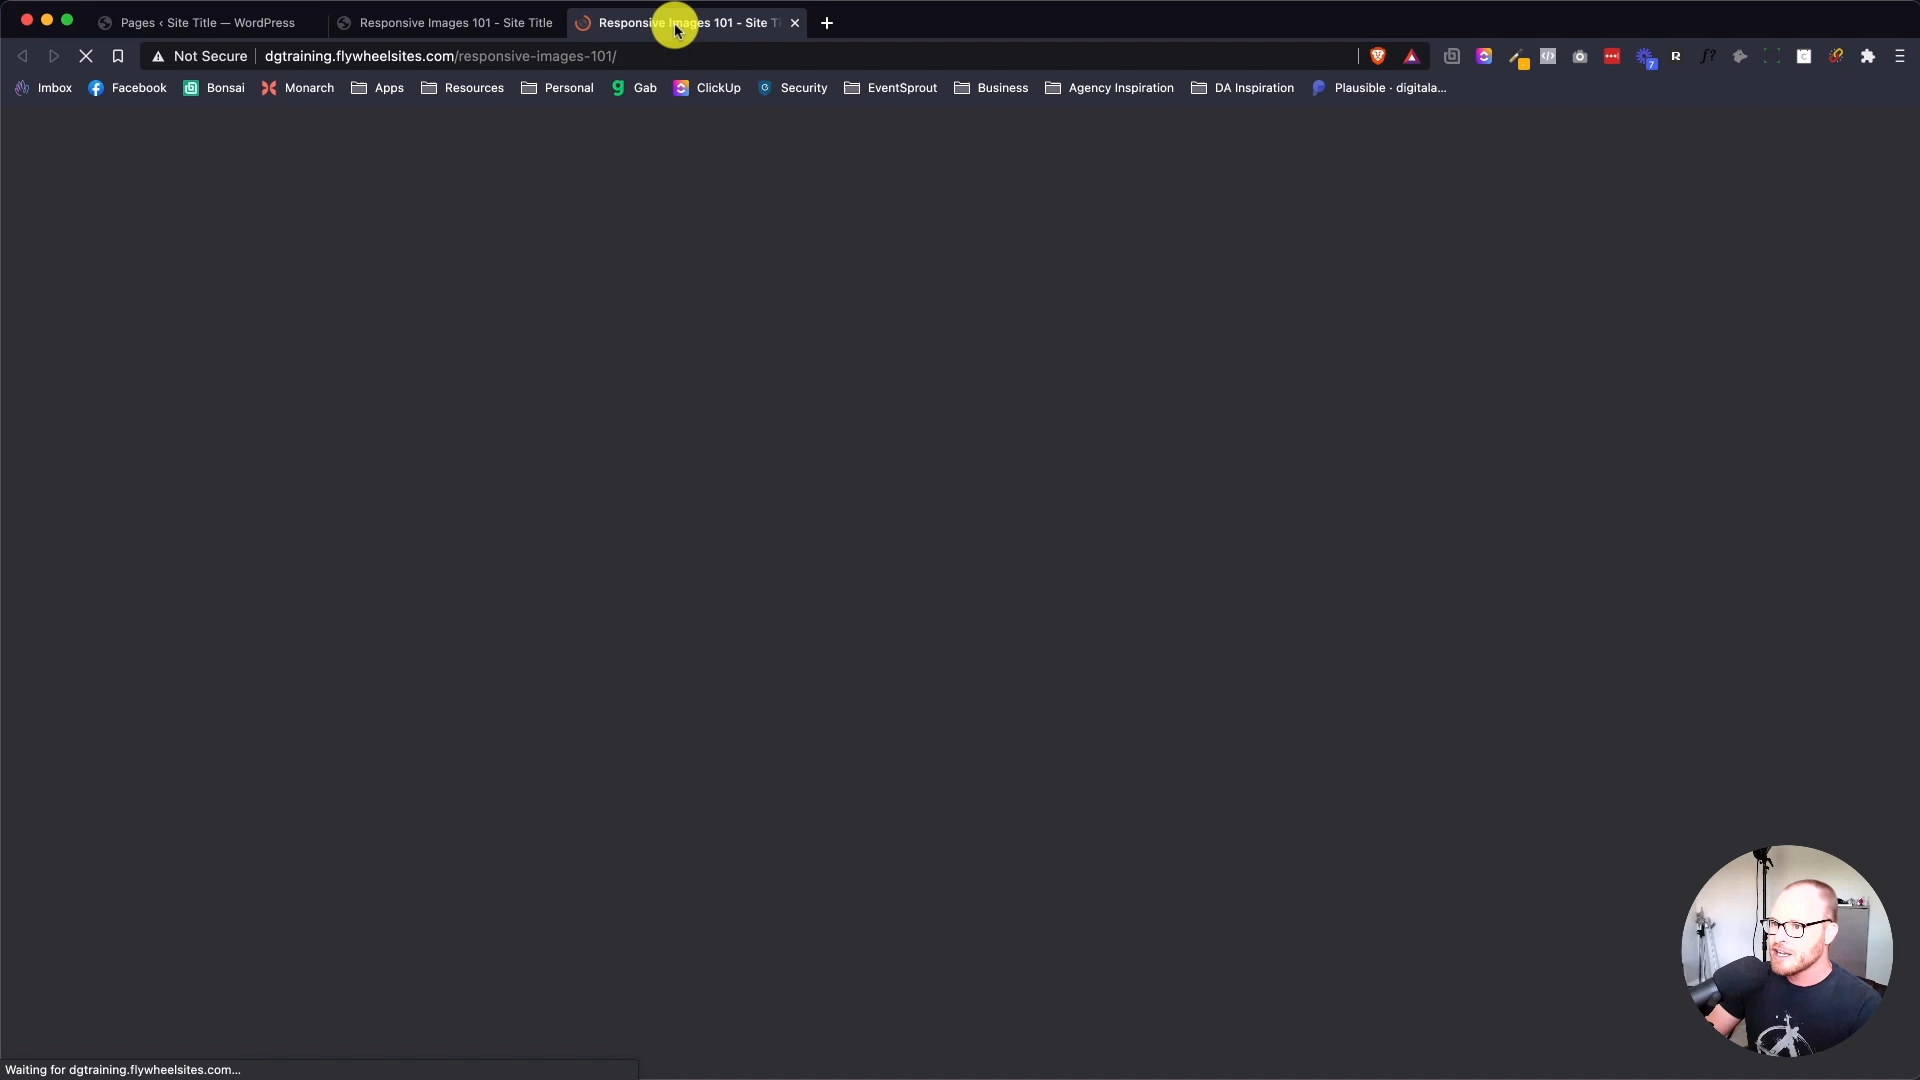 Pages ‹ Site Title — WordPress
Responsive Images 101 - Site Title
Responsive Images 101 - Site Ti
Not Secure
dgtraining.flywheelsites.com/responsive-images-101/
7
R
f?
C
Inbox
Facebook
Bonsai
Monarch
Apps
Resources
Personal
Gab
ClickUp
Security
EventSprout
Business
Agency Inspiration
DA Inspiration
Plausible · digitala...
Waiting for dgtraining.flywheelsites.com...